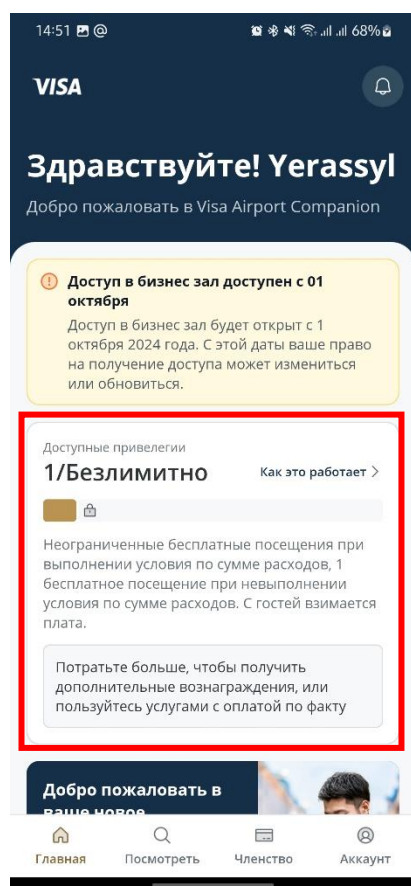 14:51 68%
VISA
Здравствуйте! Yerassyl
Добро пожаловать в Visa Airport Companion
Доступ в бизнес зал доступен с 01
октября
Доступ в бизнес зал будет открыт с 1
октября 2024 года. С этой даты ваше право
на получение доступа может измениться
или обновиться.
Доступные привелегии
1/Безлимитно Как это работает >
Неограниченные бесплатные посещения при
выполнении условия по сумме расходов, 1
бесплатное посещение при невыполнении
условия по сумме расходов. С гостей взимается
плата.
Потратьте больше, чтобы получить
дополнительные вознаграждения, или
пользуйтесь услугами с оплатой по факту
Добро пожаловать в
ваше новое
Главная Посмотреть Членство Аккаунт